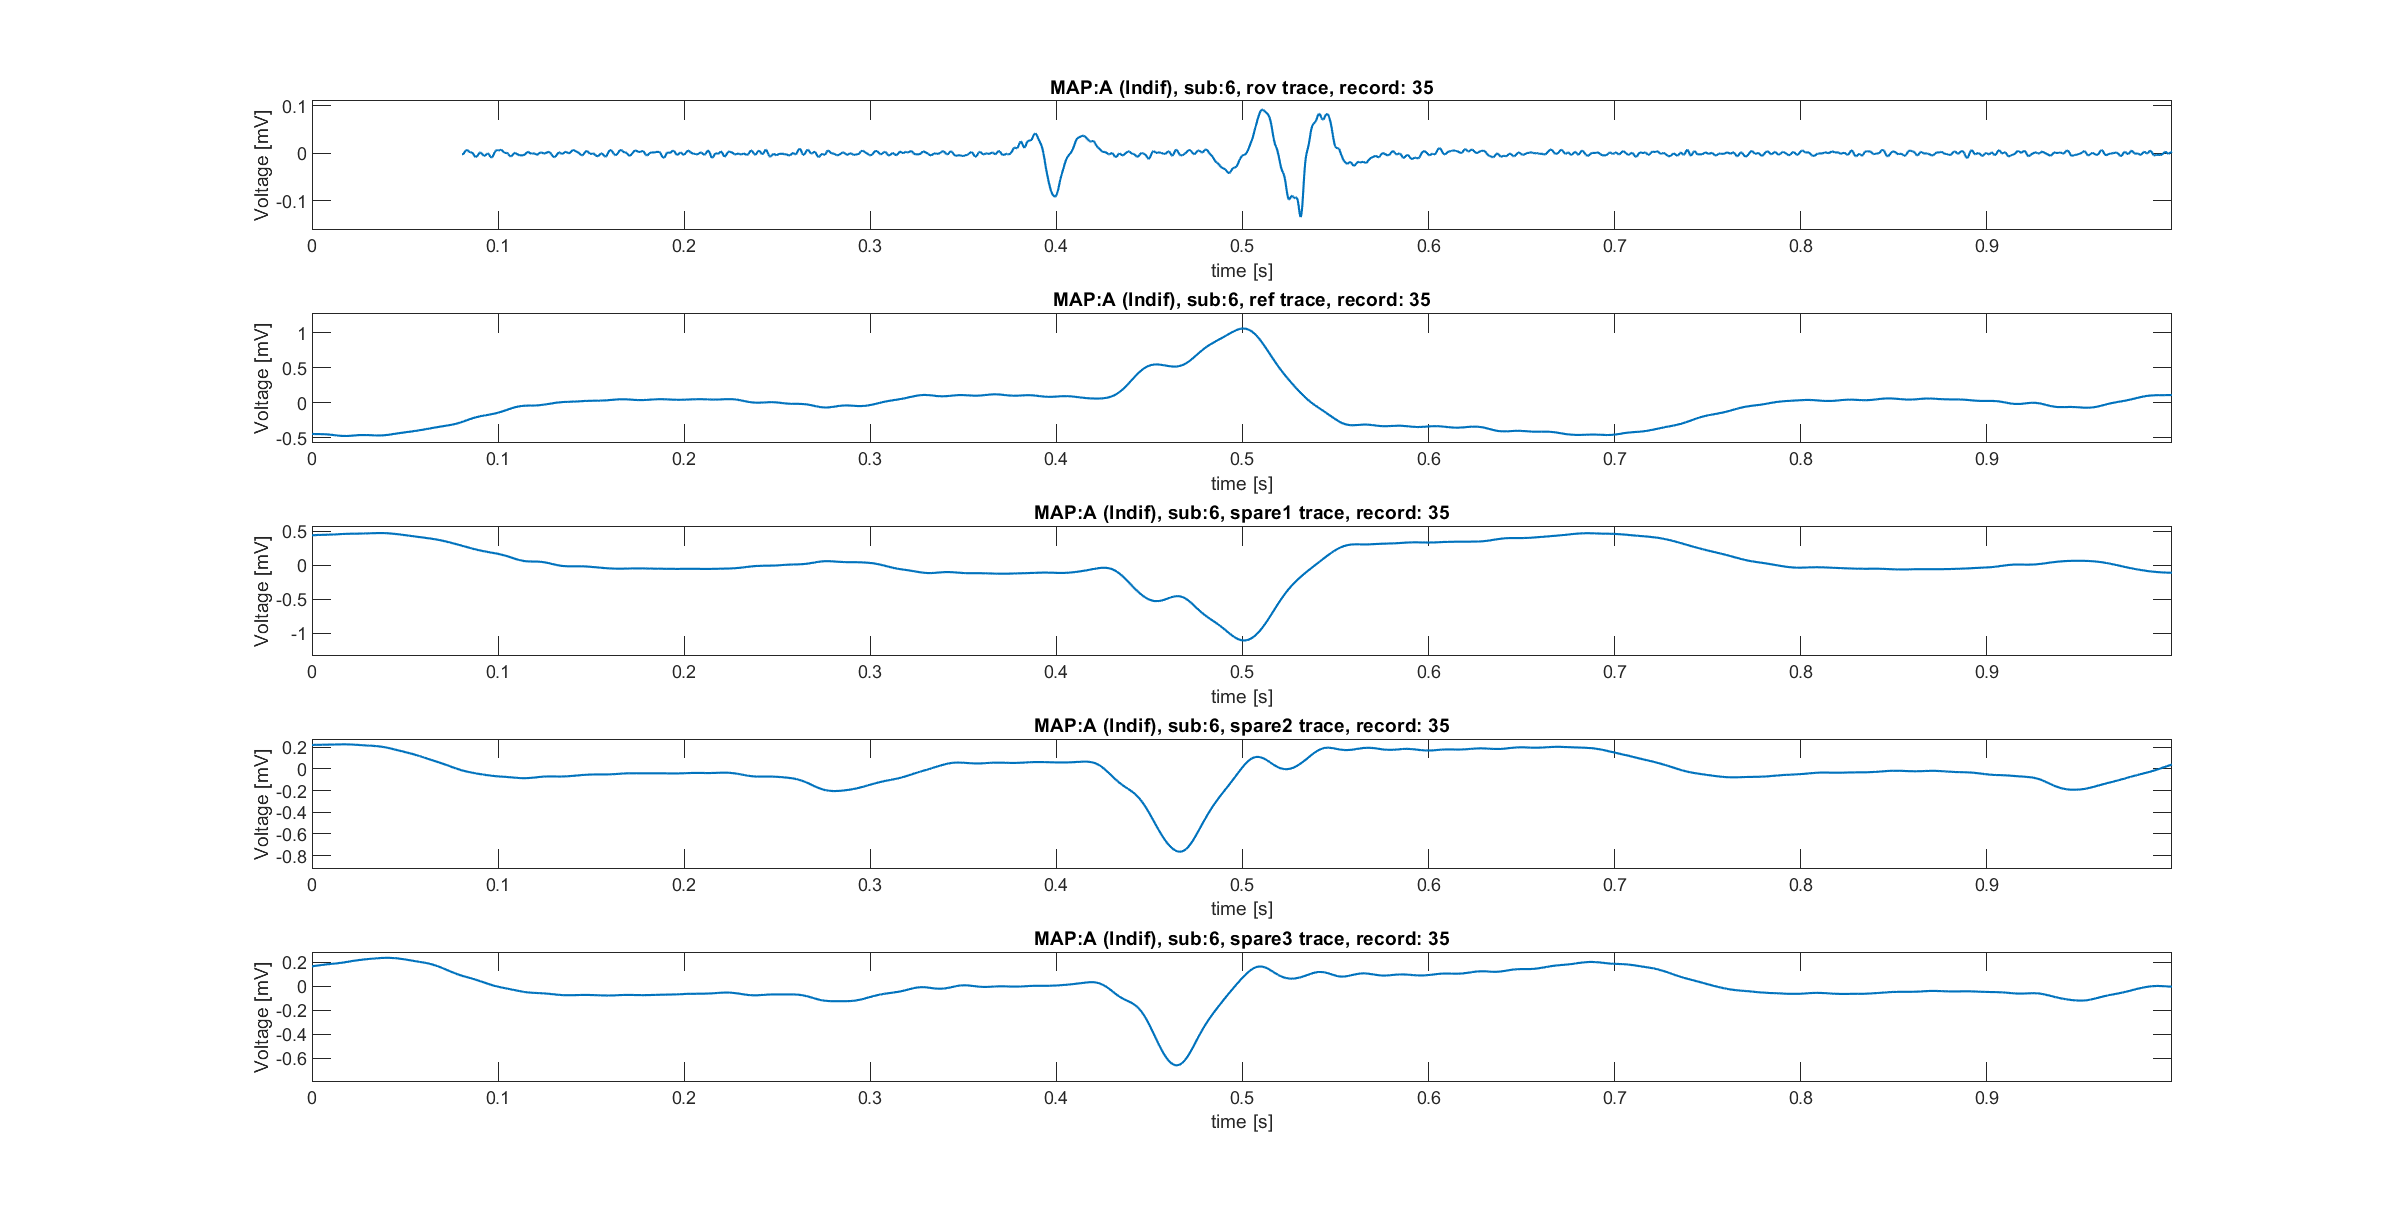 MAP:A (Indif), sub:6, rov trace, record: 35
Voltage [mV]
0.1
0
-0.1
0 0.1 0.2 0.3 0.4 0.5 0.6 0.7 0.8 0.9
time [s]
MAP:A (Indif), sub:6, ref trace, record: 35
Voltage [mV]
1
0.5
0
-0.5
0 0.1 0.2 0.3 0.4 0.5 0.6 0.7 0.8 0.9
time [s]
MAP:A (Indif), sub:6, spare1 trace, record: 35
Voltage [mV]
0.5
0
-0.5
-1
0 0.1 0.2 0.3 0.4 0.5 0.6 0.7 0.8 0.9
time [s]
MAP:A (Indif), sub:6, spare2 trace, record: 35
Voltage [mV]
0.2
0
-0.2
-0.4
-0.6
-0.8
0 0.1 0.2 0.3 0.4 0.5 0.6 0.7 0.8 0.9
time [s]
MAP:A (Indif), sub:6, spare3 trace, record: 35
Voltage [mV]
0.2
0
-0.2
-0.4
-0.6
0 0.1 0.2 0.3 0.4 0.5 0.6 0.7 0.8 0.9
time [s]